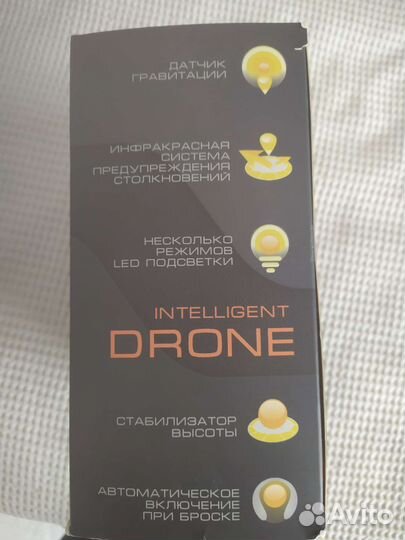 ДАТЧИК
ГРАВИТАЦИИ
ИНФРАКРАСНАЯ
СИСТЕМА
ПРЕДУПРЕЖДЕНИЯ
СТОЛКНОВЕНИЙ
НЕСКОЛЬКО
РЕЖИМОВ
LED ПОДСВЕТКИ
INTELLIGENT
DRONE
СТАБИЛИЗАТОР
ВЫСОТЫ
АВТОМАТИЧЕСКОЕ
ВКЛЮЧЕНИЕ
ПРИ БРОСКЕ
Avito